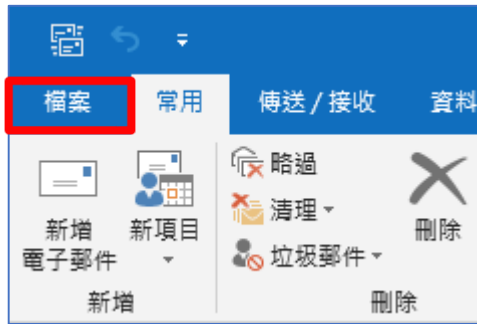 檔案 常用 傳送 / 接收 資料
略過
清理
垃圾郵件
新增
電子郵件
新項目
刪除
新增 刪除